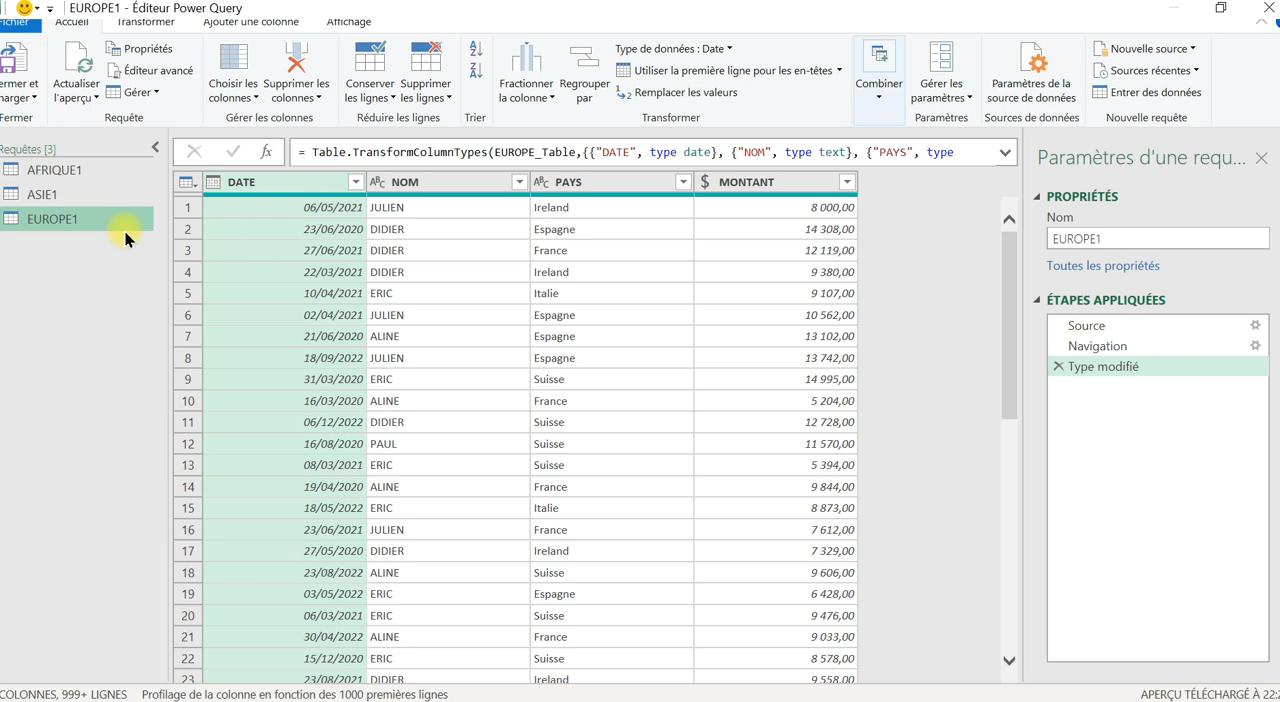 EUROPE1 - Éditeur Power Query
Fichier Accueil Transformer Ajouter une colonne Affichage
ermer et
harger
Fermer
Actualiser
l'aperçu
Propriétés
Éditeur avancé
Gérer
Requête
Choisir les
colonnes
Supprimer les
colonnes
Gérer les colonnes
Conserver
les lignes
Supprimer
les lignes
Réduire les lignes
Trier
Fractionner
la colonne
Regrouper
par
Type de données : Date
Utiliser la première ligne pour les en-têtes
Remplacer les valeurs
Transformer
Combiner
Gérer les
paramètres
Paramètres
Paramètres de la
source de données
Sources de données
Nouvelle source
Sources récentes
Entrer des données
Nouvelle requête
Requêtes [3]
AFRIQUE1
ASIE1
EUROPE1
fx = Table.TransformColumnTypes(EUROPE_Table,{{"DATE", type date}, {"NOM", type text}, {"PAYS", type
DATE ABC NOM ABC PAYS $ MONTANT
1 06/05/2021 JULIEN Ireland 8 000,00
2 23/06/2020 DIDIER Espagne 14 308,00
3 27/06/2021 DIDIER France 12 119,00
4 22/03/2021 DIDIER Ireland 9 380,00
5 10/04/2021 ERIC Italie 9 107,00
6 02/04/2021 JULIEN Espagne 10 562,00
7 21/06/2020 ALINE Espagne 13 102,00
8 18/09/2022 JULIEN Espagne 13 742,00
9 31/03/2020 ERIC Suisse 14 995,00
10 16/03/2020 ALINE France 5 204,00
11 06/12/2022 DIDIER Suisse 12 728,00
12 16/08/2020 PAUL Suisse 11 570,00
13 08/03/2021 ERIC Suisse 5 394,00
14 19/04/2020 ALINE France 9 844,00
15 18/05/2022 ERIC Italie 8 873,00
16 23/06/2021 JULIEN France 7 612,00
17 27/05/2020 DIDIER Ireland 7 329,00
18 23/08/2022 ALINE Suisse 9 606,00
19 03/05/2022 ERIC Espagne 6 428,00
20 06/03/2021 ERIC Suisse 9 476,00
21 30/04/2022 ALINE France 9 033,00
22 15/12/2020 ERIC Suisse 8 578,00
23 23/08/2021 DIDIER Ireland 9 558,00
Paramètres d'une requ...
PROPRIÉTÉS
Nom
EUROPE1
Toutes les propriétés
ÉTAPES APPLIQUÉES
Source
Navigation
Type modifié
COLONNES, 999+ LIGNES Profilage de la colonne en fonction des 1000 premières lignes
APERÇU TÉLÉCHARGÉ À 22:2